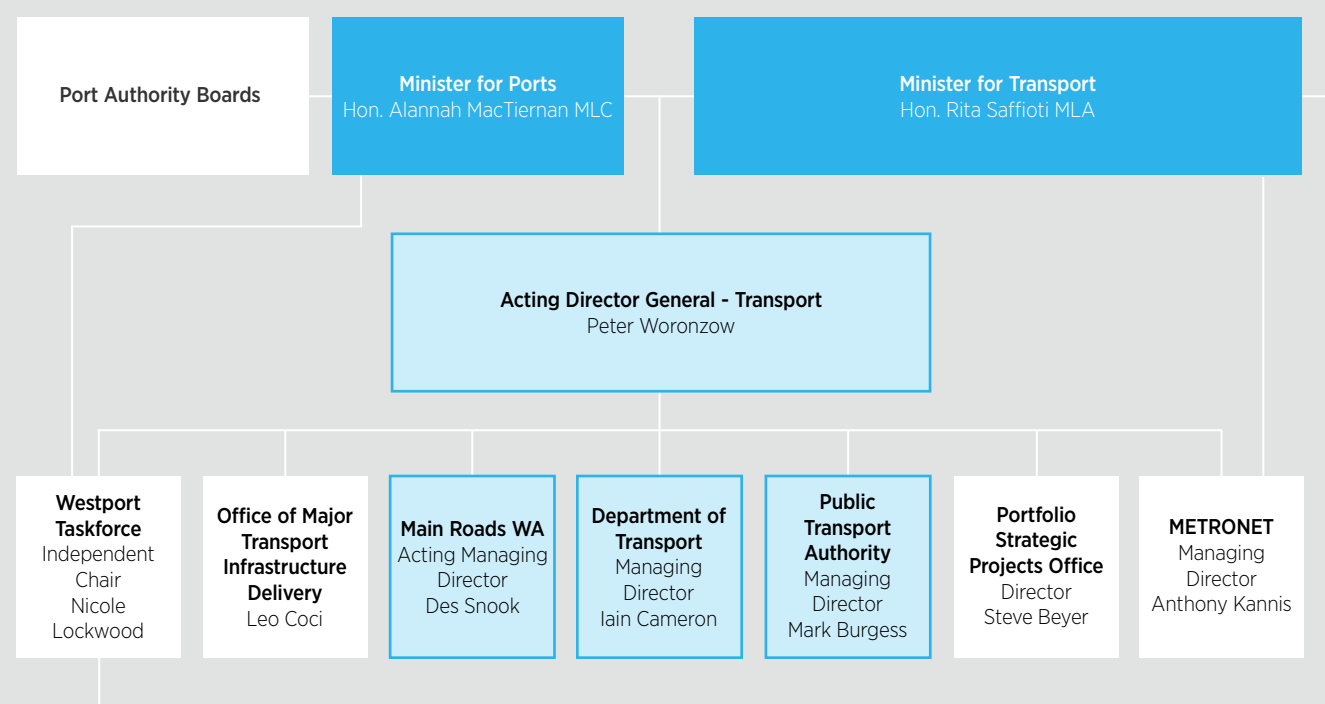 Port Authority Boards
Minister for Ports
Hon. Alannah MacTiernan MLC
Minister for Transport
Hon. Rita Saffioti MLA
Acting Director General - Transport
Peter Woronzow
Westport
Taskforce
Independent
Chair
Nicole
Lockwood
Office of Major
Transport
Infrastructure
Delivery
Leo Coci
Main Roads WA
Acting Managing
Director
Des Snook
Department of
Transport
Managing
Director
Iain Cameron
Public
Transport
Authority
Managing
Director
Mark Burgess
Portfolio
Strategic
Projects Office
Director
Steve Beyer
METRONET
Managing
Director
Anthony Kannis